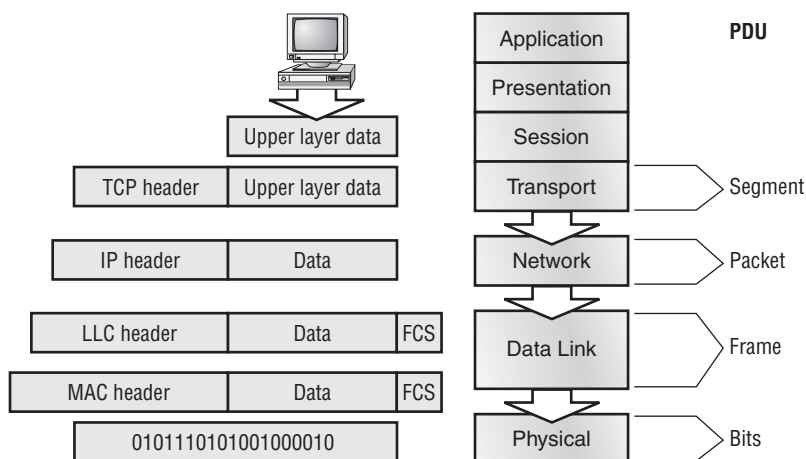 Application
PDU
Presentation
Upper layer data
Session
TCP header
Upper layer data
Transport
Segment
IP header
Data
Network
Packet
LLC header
Data
FCS
Data Link
Frame
MAC header
Data
FCS
0101110101001000010
Physical
Bits